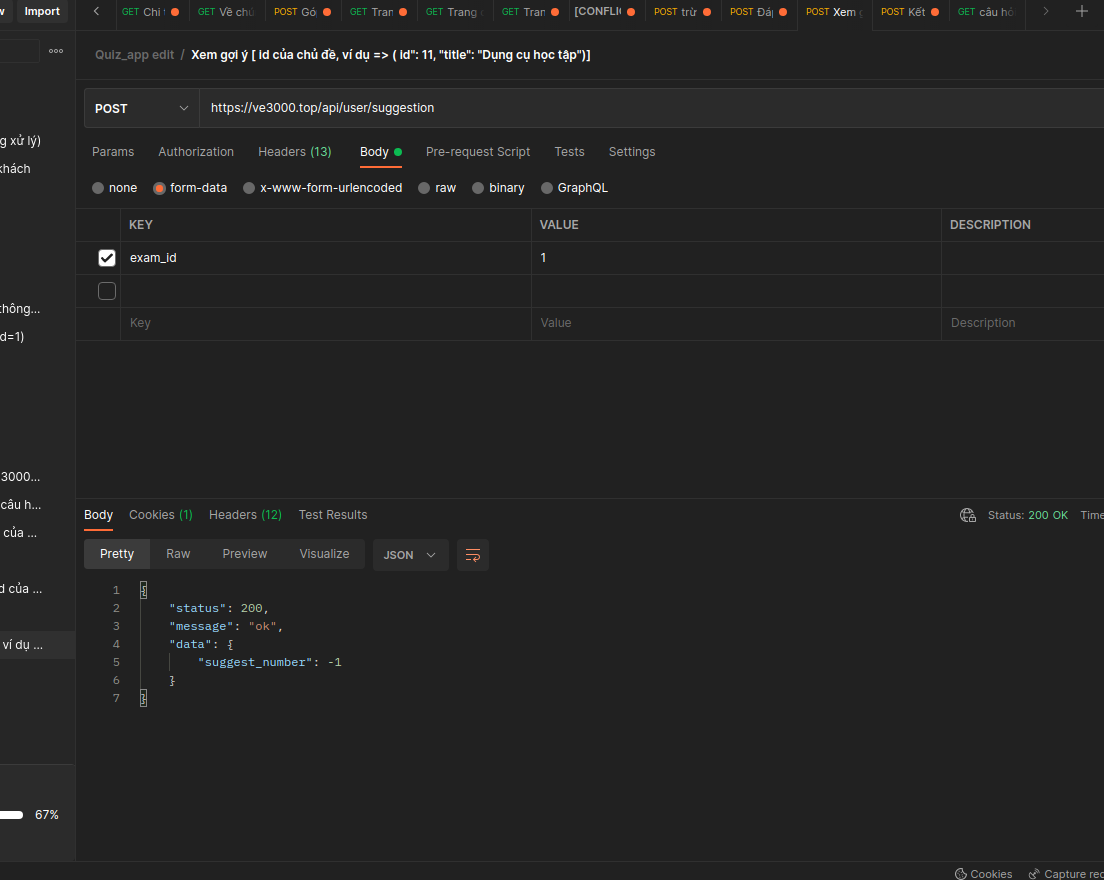 w Import
GET Chi GET Về chủ POST Gó GET Tran GET Trang GET Tran [CONFLI POST trừ POST Đáp POST Xem g POST Kết GET câu hỏ
Quiz_app edit / Xem gợi ý [ Id của chủ đề, ví dụ => ( id": 11, "title": "Dụng cụ học tập")]
POST https://ve3000.top/api/user/suggestion
g xử lý)
khách
thông...
d=1)
3000...
câu h...
của ...
d của ...
ví dụ ...
67%
Params Authorization Headers (13) Body Pre-request Script Tests Settings
none form-data x-www-form-urlencoded raw binary GraphQL
KEY VALUE DESCRIPTION
exam_id 1
Key Value Description
Body Cookies (1) Headers (12) Test Results Status: 200 OK Time
Pretty Raw Preview Visualize JSON
1 {
2 "status": 200,
3 "message": "ok",
4 "data": {
5 "suggest_number": -1
6 }
7 }
Cookies Capture req